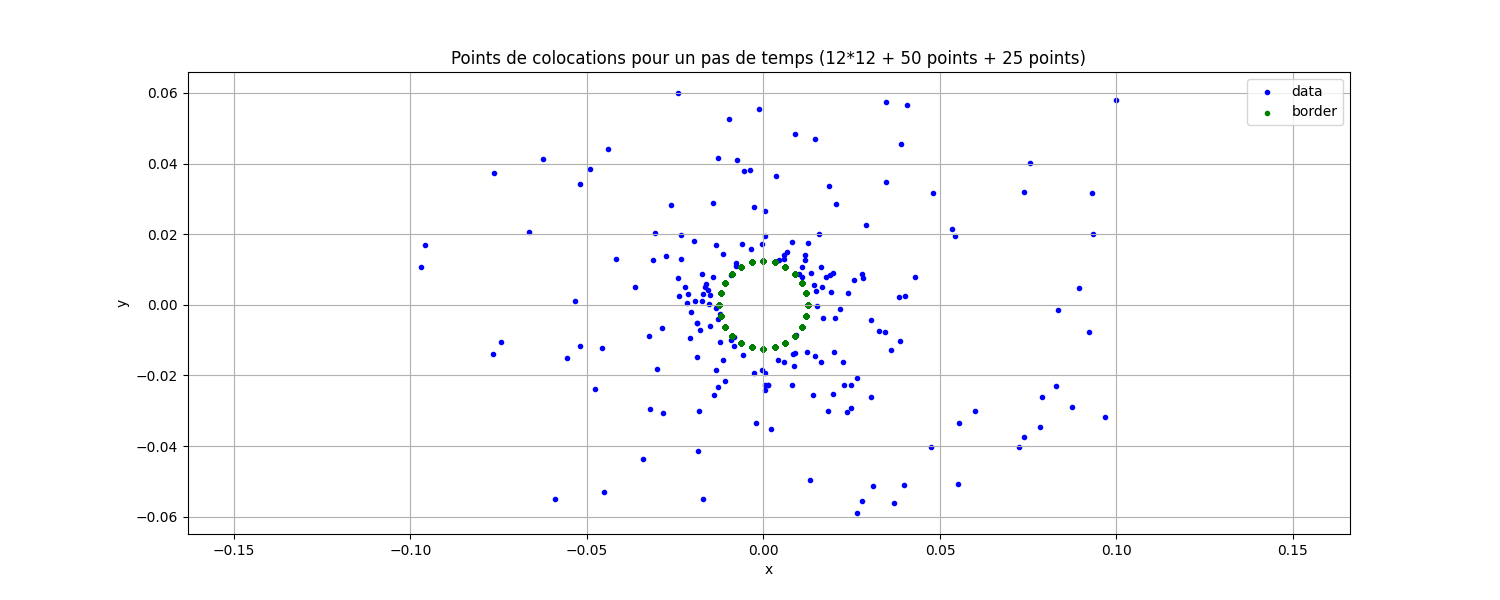 Points de colocations pour un pas de temps (12*12 + 50 points + 25 points)
data
border
0.06
0.04
0.02
0.00
−0.02
−0.04
−0.06
y
−0.15
−0.10
−0.05
0.00
0.05
0.10
0.15
x